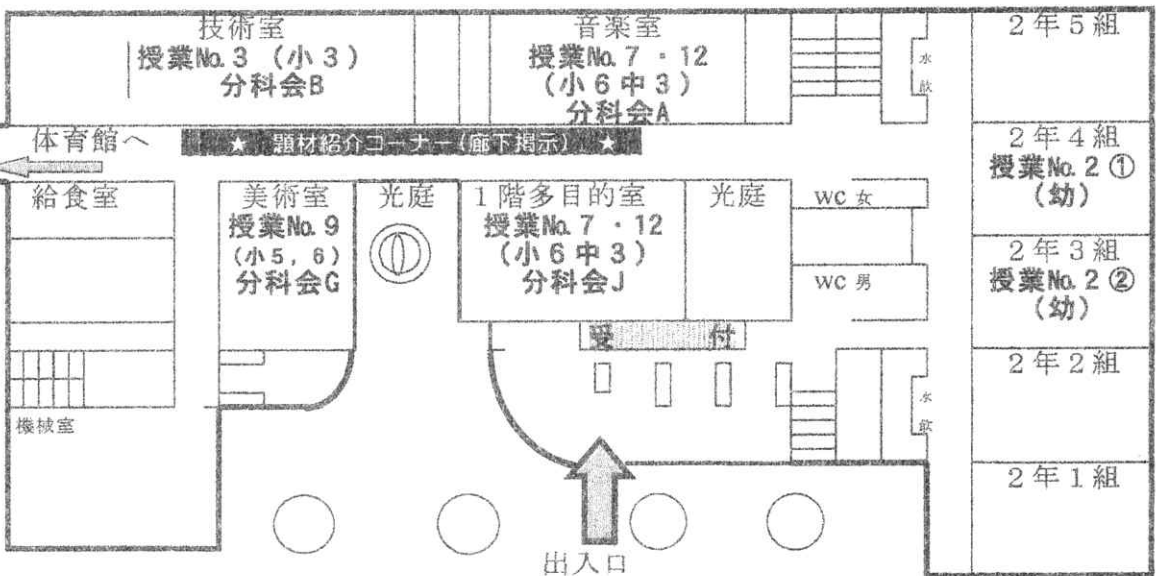 技術室
授業No.3 (小3)
分科会B
音楽室
授業No.7・12
(小6中3)
分科会A
水飲
2年5組
体育館へ
★ 題材紹介コーナー(廊下掲示) ★
2年4組
授業No.2①
(幼)
給食室
美術室
授業No.9
(小5,6)
分科会G
光庭
1階多目的室
授業No.7・12
(小6中3)
分科会J
光庭
WC 女
WC 男
2年3組
授業No.2②
(幼)
受 付
2年2組
水飲
機械室
2年1組
出入口